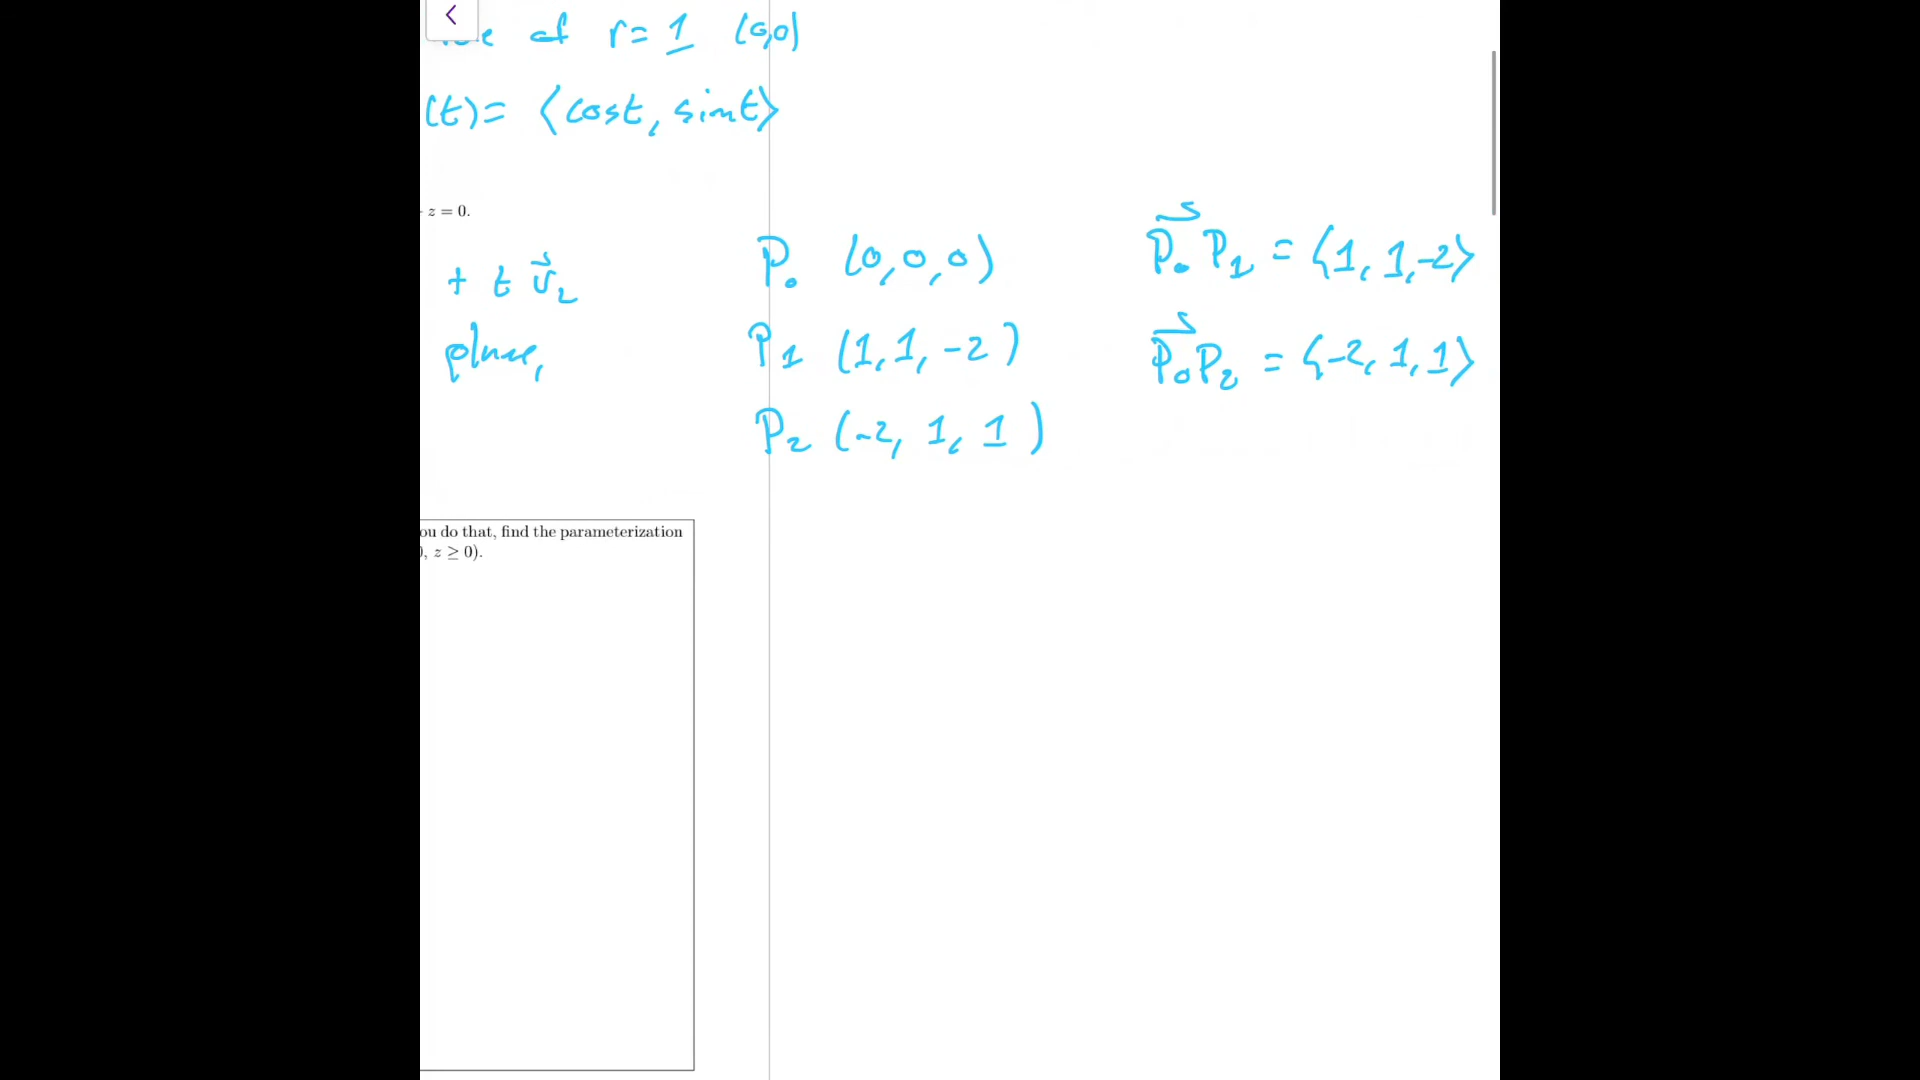 of r= 1 (0,0)
(t)= ⟨cost, sint⟩
z = 0.
+ t v⃗₂
plane,
P₀ (0,0,0)
P₁ (1,1,-2)
P₂ (-2, 1, 1)
P₀P₁ = ⟨1, 1,-2⟩
P₀P₂ = ⟨-2, 1, 1⟩
ou do that, find the parameterization
, z ≥ 0).